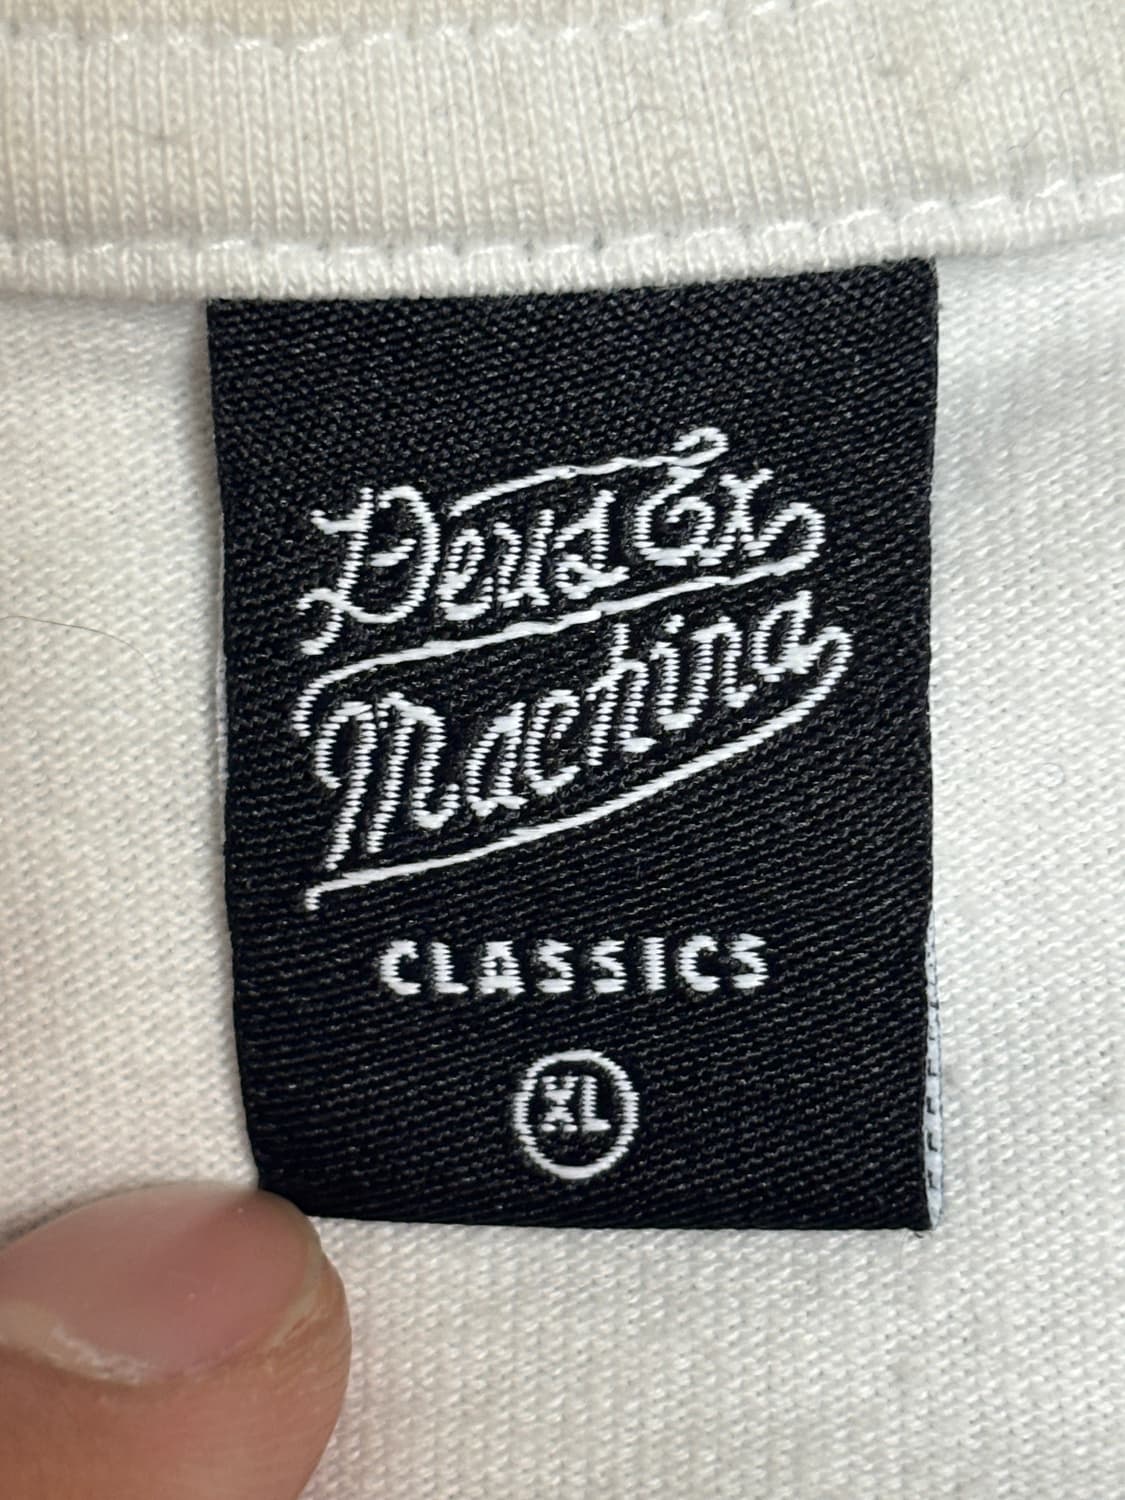 Deus Ex
Machina
CLASSICS
XL